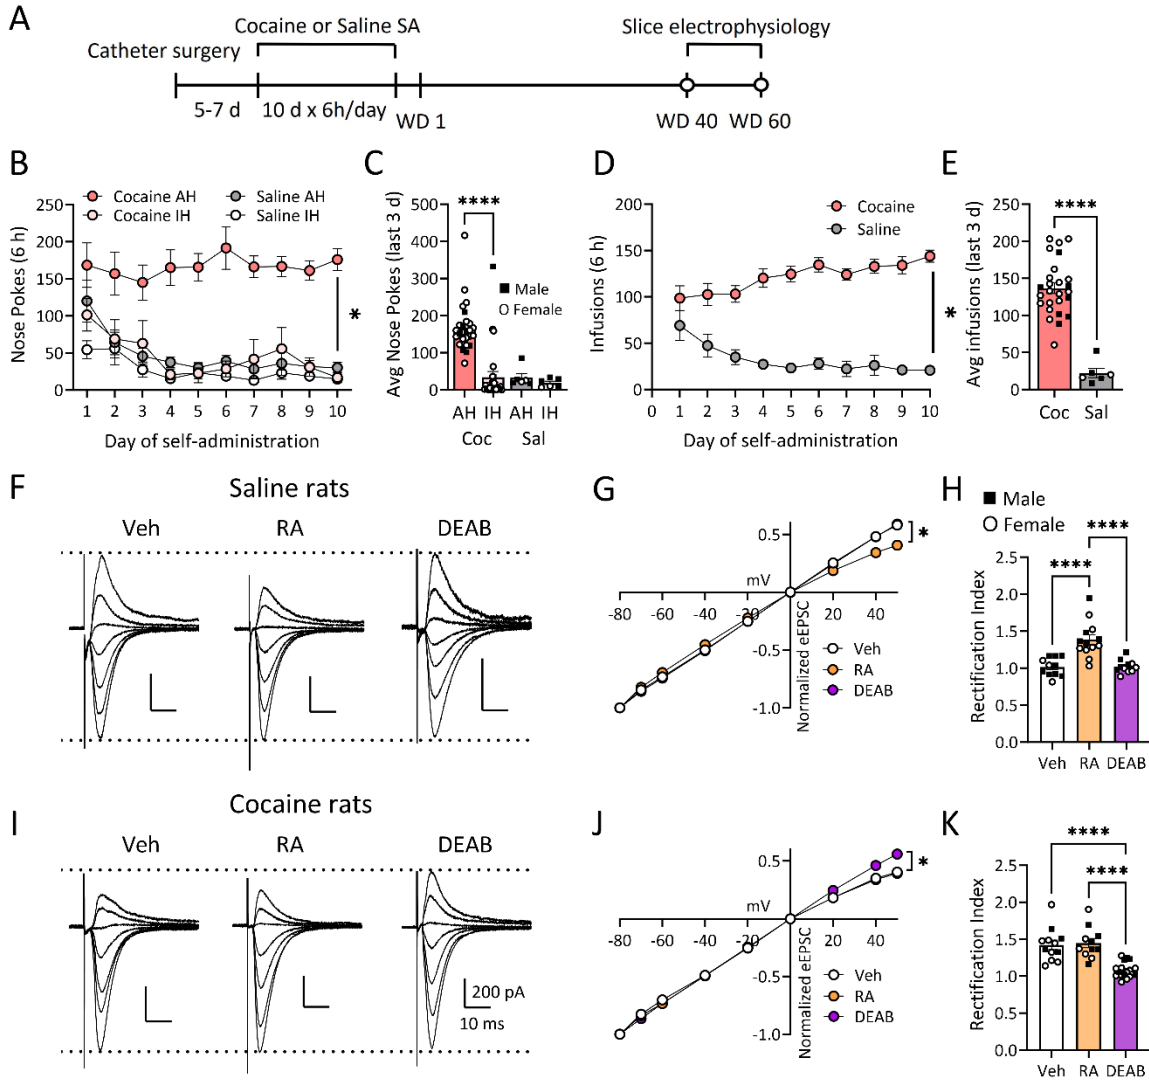 A
Cocaine or Saline SA
Slice electrophysiology
Catheter surgery
5-7 d
10 d x 6h/day
WD 1
WD 40
WD 60
B
Cocaine AH
Saline AH
Cocaine IH
Saline IH
Nose Pokes (6 h)
250
200
150
100
50
0
*
1 2 3 4 5 6 7 8 9 10
Day of self-administration
C
Avg Nose Pokes (last 3 d)
500
400
300
200
100
0
****
Male
Female
AH IH AH IH
Coc Sal
D
Cocaine
Saline
Infusions (6 h)
200
150
100
50
0
*
0 1 2 3 4 5 6 7 8 9 10
Day of self-administration
E
Avg infusions (last 3 d)
250
200
150
100
50
0
****
Coc Sal
F
Saline rats
Veh RA DEAB
G
0.5
*
mV
-80 -60 -40 -20
20 40
Normalized eEPSC
-0.5
-1.0
Veh
RA
DEAB
H
Male
Female
Rectification Index
2.5
2.0
1.5
1.0
0.5
0.0
****
****
Veh RA DEAB
I
Cocaine rats
Veh RA DEAB
200 pA
10 ms
J
0.5
*
mV
-80 -60 -40 -20
20 40
Normalized eEPSC
-0.5
-1.0
Veh
RA
DEAB
K
Rectification Index
2.5
2.0
1.5
1.0
0.5
0.0
****
****
Veh RA DEAB